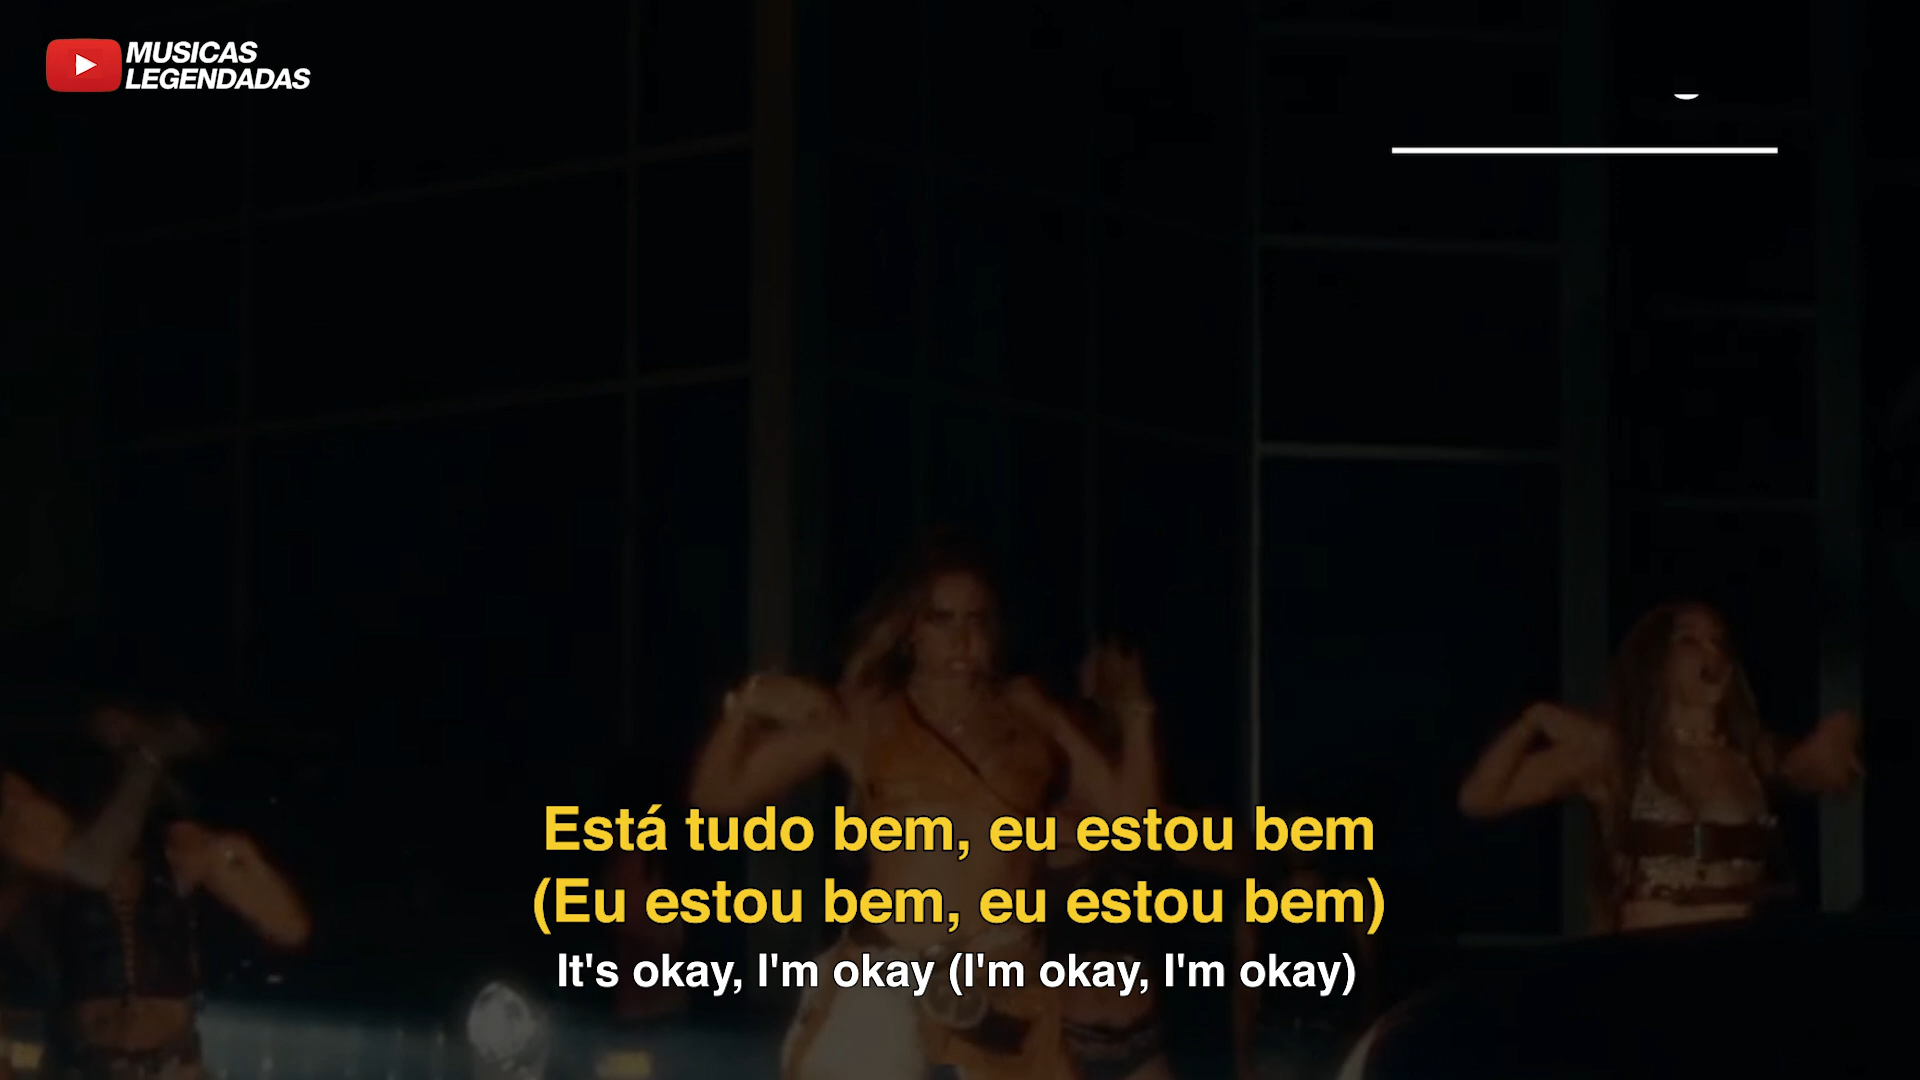 MUSICAS
LEGENDADAS
Está tudo bem, eu estou bem
(Eu estou bem, eu estou bem)
It's okay, I'm okay (I'm okay, I'm okay)